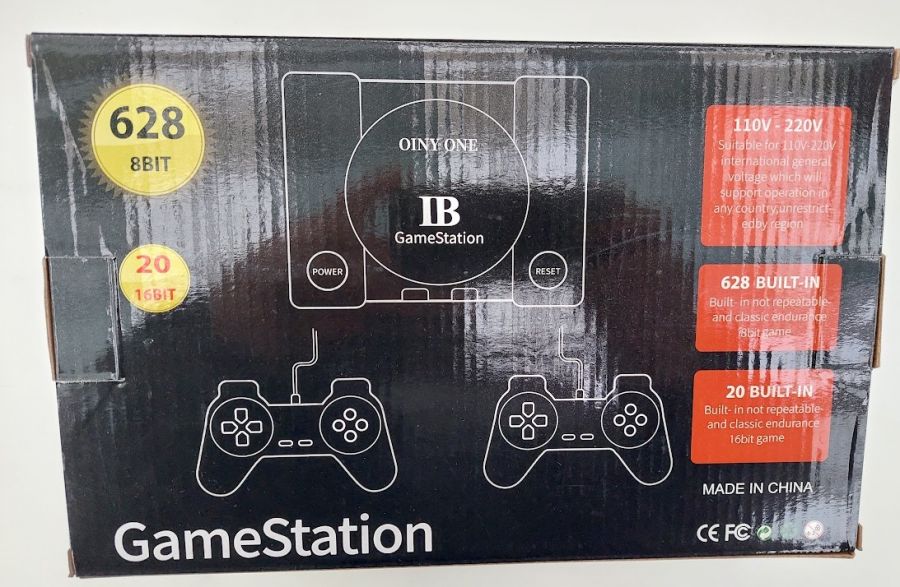 628
8BIT
20
16BIT
OINY ONE
IB
GameStation
POWER
RESET
110V - 220V
Suitable for 110V-220V
international general
voltage which will
support operation in
any country,unrestrict-
edby region
628 BUILT-IN
Built- in not repeatable
and classic endurance
8bit game
20 BUILT-IN
Built- in not repeatable
and classic endurance
16bit game
MADE IN CHINA
CE FC
GameStation